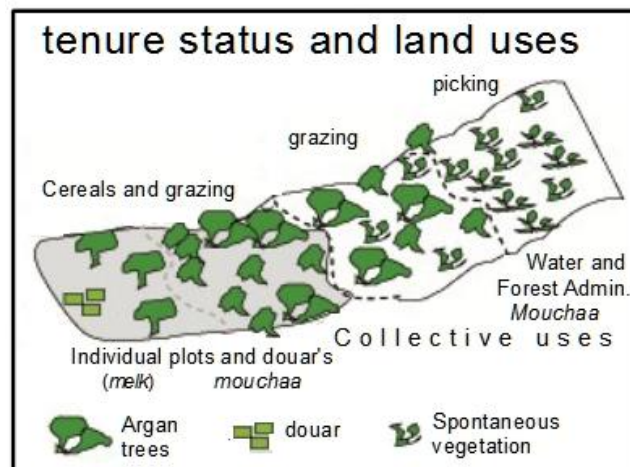 tenure status and land uses
picking
grazing
Cereals and grazing
Water and
Forest Admin.
Mouchaa
Collective uses
Individual plots and douar's
(melk) mouchaa
Argan
trees
douar
Spontaneous
vegetation